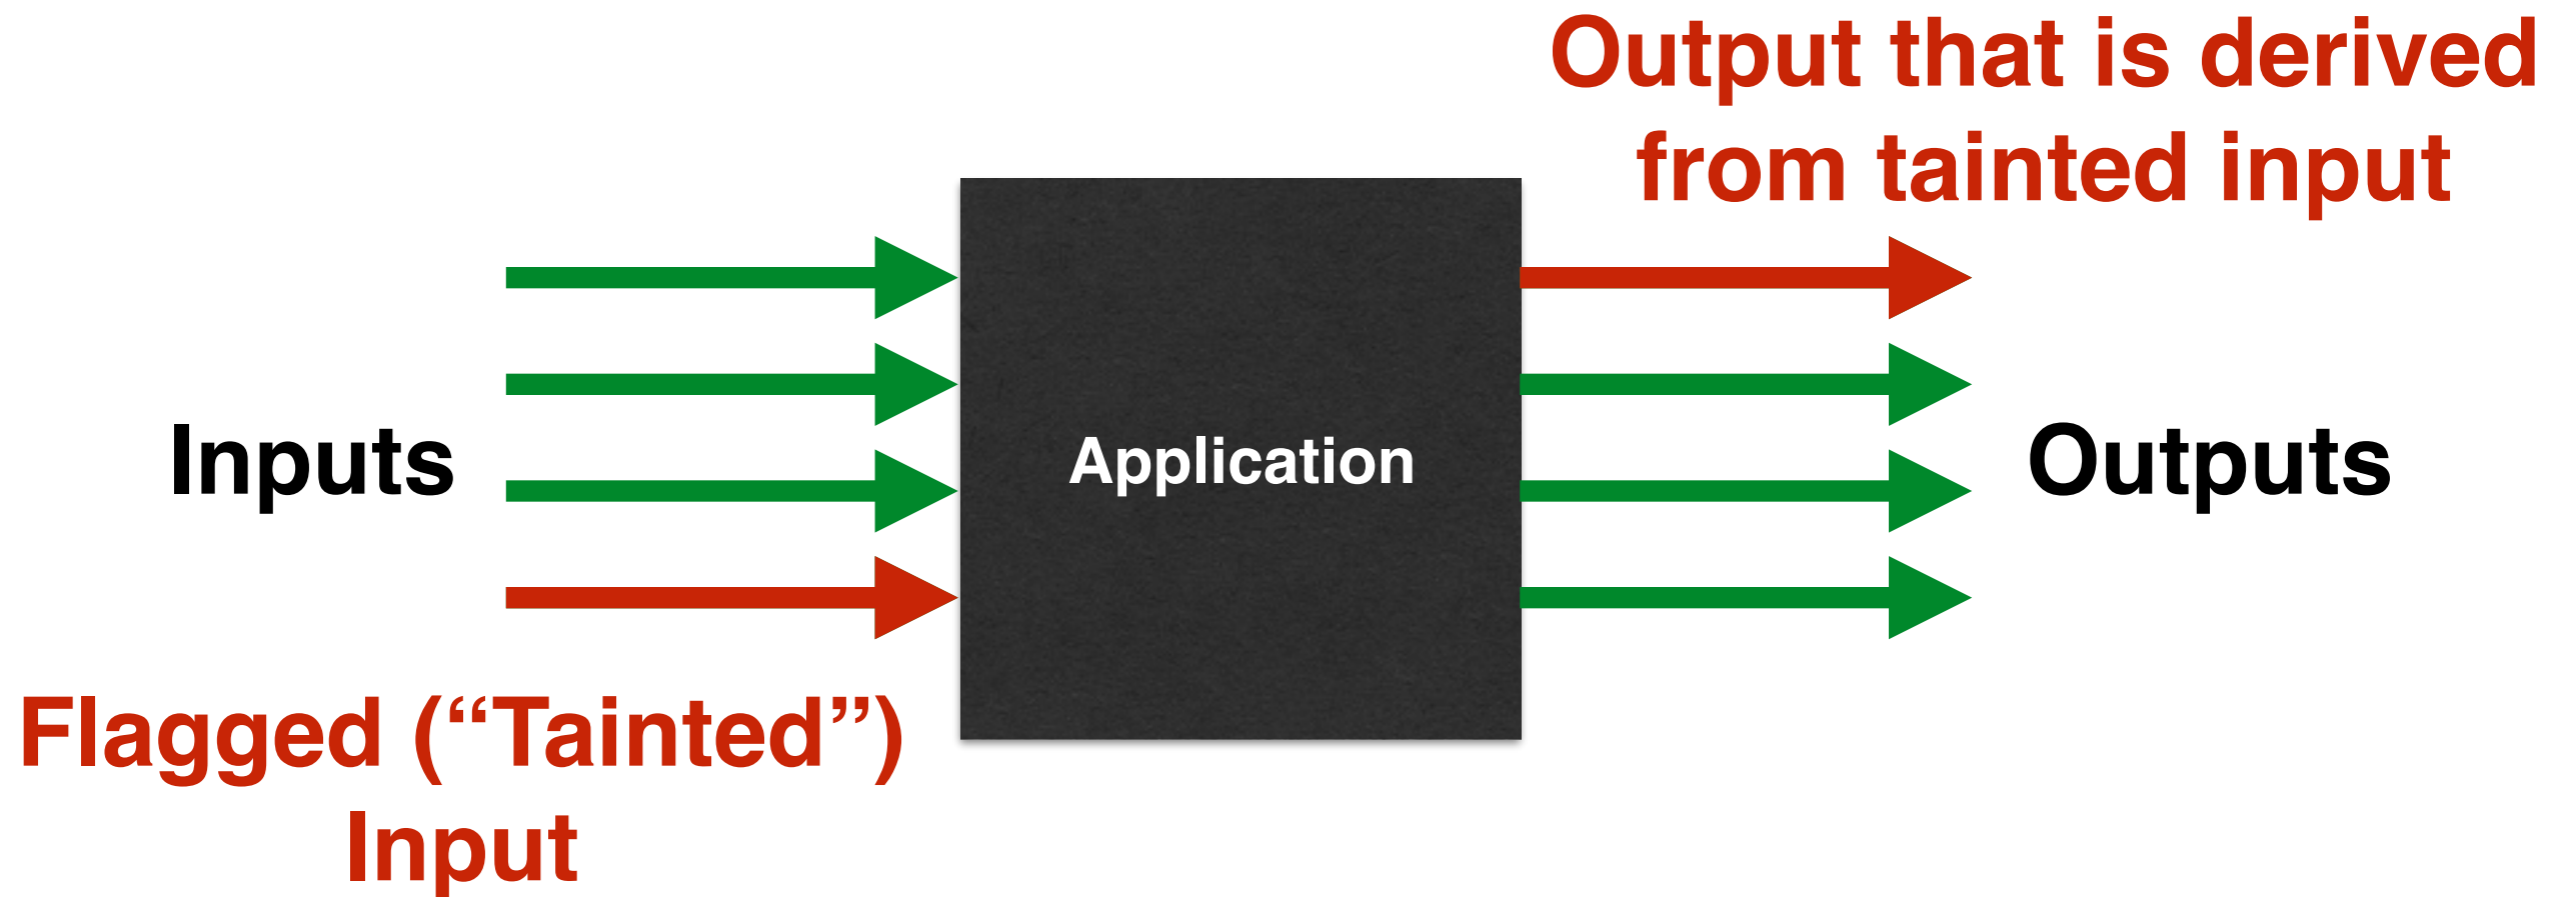 Output that is derived
from tainted input
Inputs
Application
Outputs
Flagged (“Tainted”)
Input